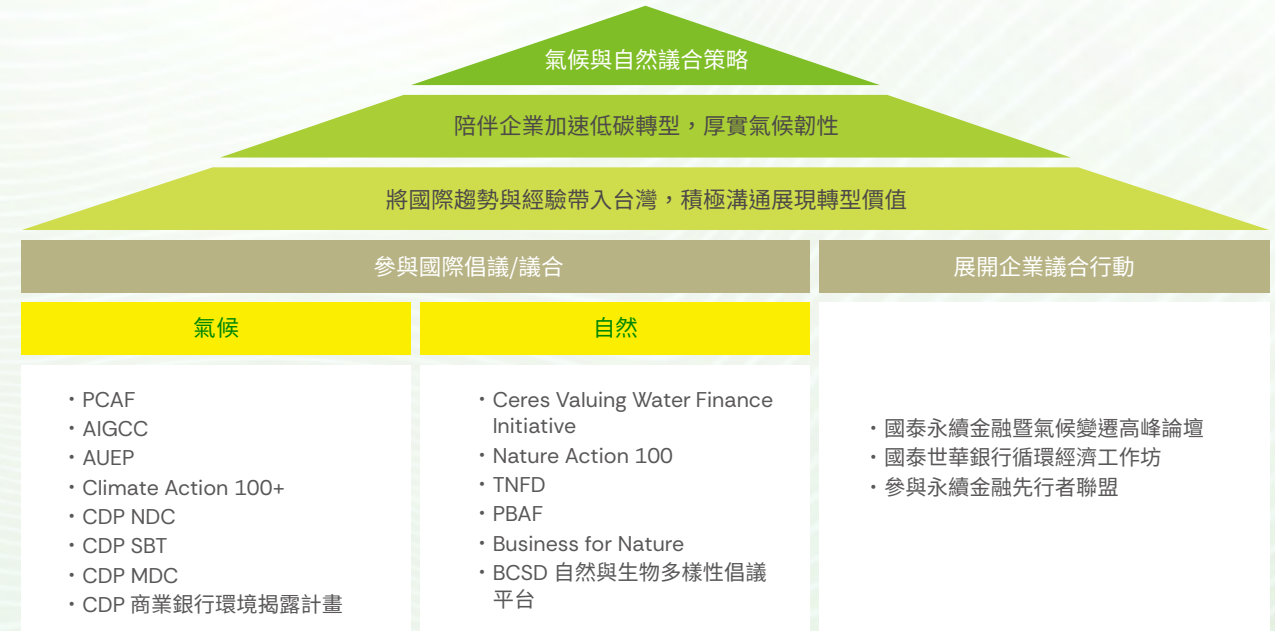 氣候與自然議合策略
陪伴企業加速低碳轉型，厚實氣候韌性
將國際趨勢與經驗帶入台灣，積極溝通展現轉型價值
參與國際倡議/議合
展開企業議合行動
氣候
自然
・PCAF
・AIGCC
・AUEP
・Climate Action 100+
・CDP NDC
・CDP SBT
・CDP MDC
・CDP 商業銀行環境揭露計畫
・Ceres Valuing Water Finance
Initiative
・Nature Action 100
・TNFD
・PBAF
・Business for Nature
・BCSD 自然與生物多樣性倡議
平台
・國泰永續金融暨氣候變遷高峰論壇
・國泰世華銀行循環經濟工作坊
・參與永續金融先行者聯盟